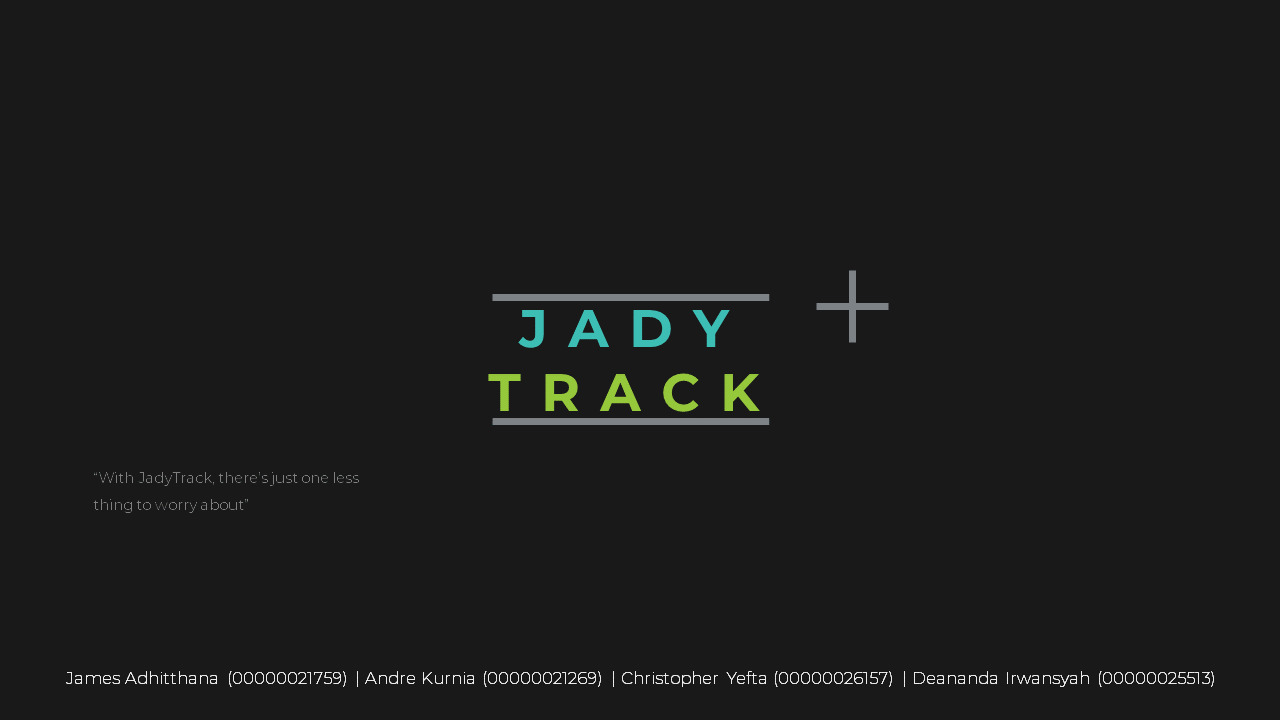 JADY
TRACK
“With JadyTrack, there’s just one less
thing to worry about”
James Adhitthana (00000021759) | Andre Kurnia (00000021269) | Christopher Yefta (00000026157) | Deananda Irwansyah (00000025513)